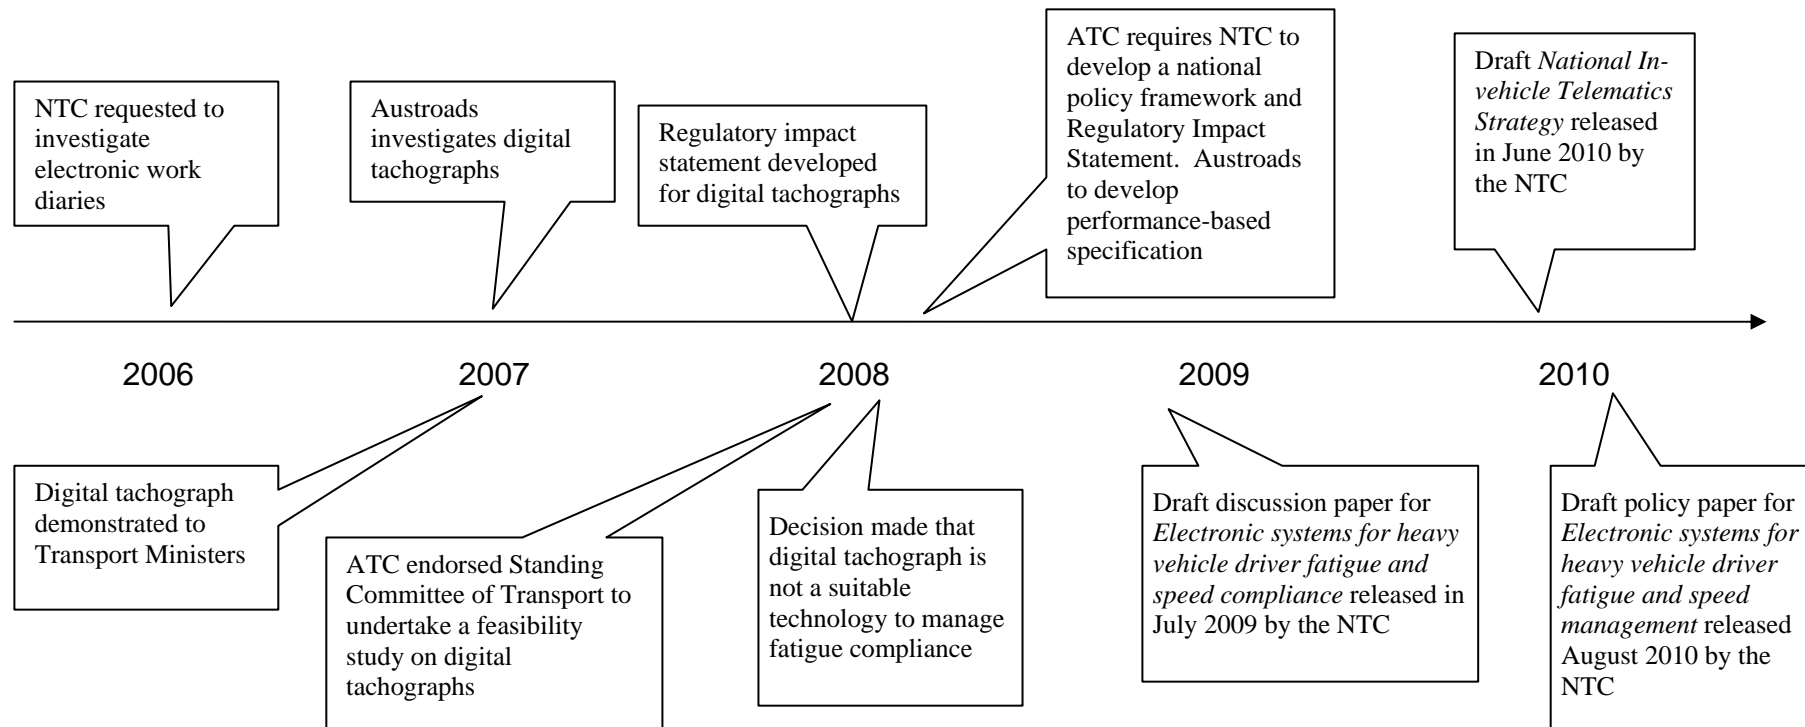 NTC requested to
investigate
electronic work
diaries
Austroads
investigates digital
tachographs
Regulatory impact
statement developed
for digital tachographs
ATC requires NTC to
develop a national
policy framework and
Regulatory Impact
Statement.  Austroads
to develop
performance-based
specification
Draft National In-
vehicle Telematics
Strategy released
in June 2010 by
the NTC
2006
2007
2008
2009
2010
Digital tachograph
demonstrated to
Transport Ministers
ATC endorsed Standing
Committee of Transport to
undertake a feasibility
study on digital
tachographs
Decision made that
digital tachograph is
not a suitable
technology to manage
fatigue compliance
Draft discussion paper for
Electronic systems for heavy
vehicle driver fatigue and
speed compliance released in
July 2009 by the NTC
Draft policy paper for
Electronic systems for
heavy vehicle driver
fatigue and speed
management released
August 2010 by the
NTC